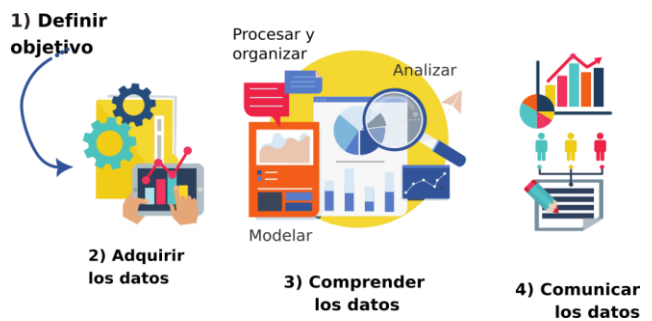 1) Definir
objetivo
2) Adquirir
los datos
Procesar y
organizar
Analizar
Modelar
3) Comprender
los datos
4) Comunicar
los datos